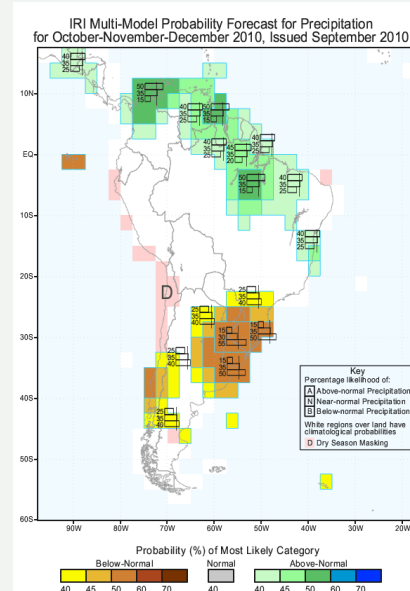 IRI Multi-Model Probability Forecast for Precipitation
for October-November-December 2010, Issued September 2010
10N
EQ
10S
20S
30S
40S
50S
60S
90W 80W 70W 60W 50W 40W 30W 20W
40
35
25
50
35
15
40
35
25
35
15
40
35
25
45
35
20
40
35
25
50
35
15
40
35
25
40
35
25
D
25
35
40
25
35
40
15
35
50
15
30
55
15
35
50
25
35
40
25
35
40
Key
Percentage likelihood of:
A Above-normal Precipitation
N Near-normal Precipitation
B Below-normal Precipitation
White regions over land have
climatological probabilities
D Dry Season Masking
Probability (%) of Most Likely Category
Below-Normal Normal Above-Normal
40 45 50 60 70 40 40 45 50 60 70